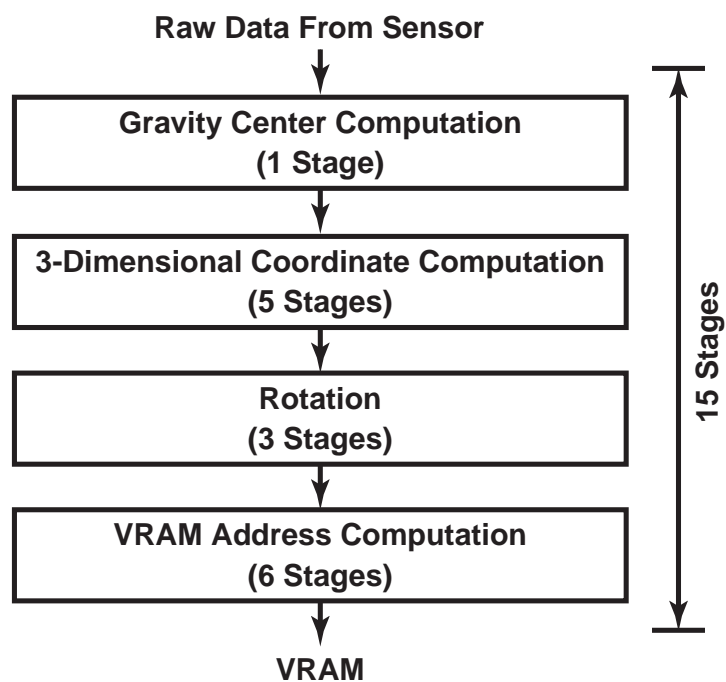 Raw Data From Sensor
Gravity Center Computation
(1 Stage)
3-Dimensional Coordinate Computation
(5 Stages)
Rotation
(3 Stages)
VRAM Address Computation
(6 Stages)
VRAM
15 Stages